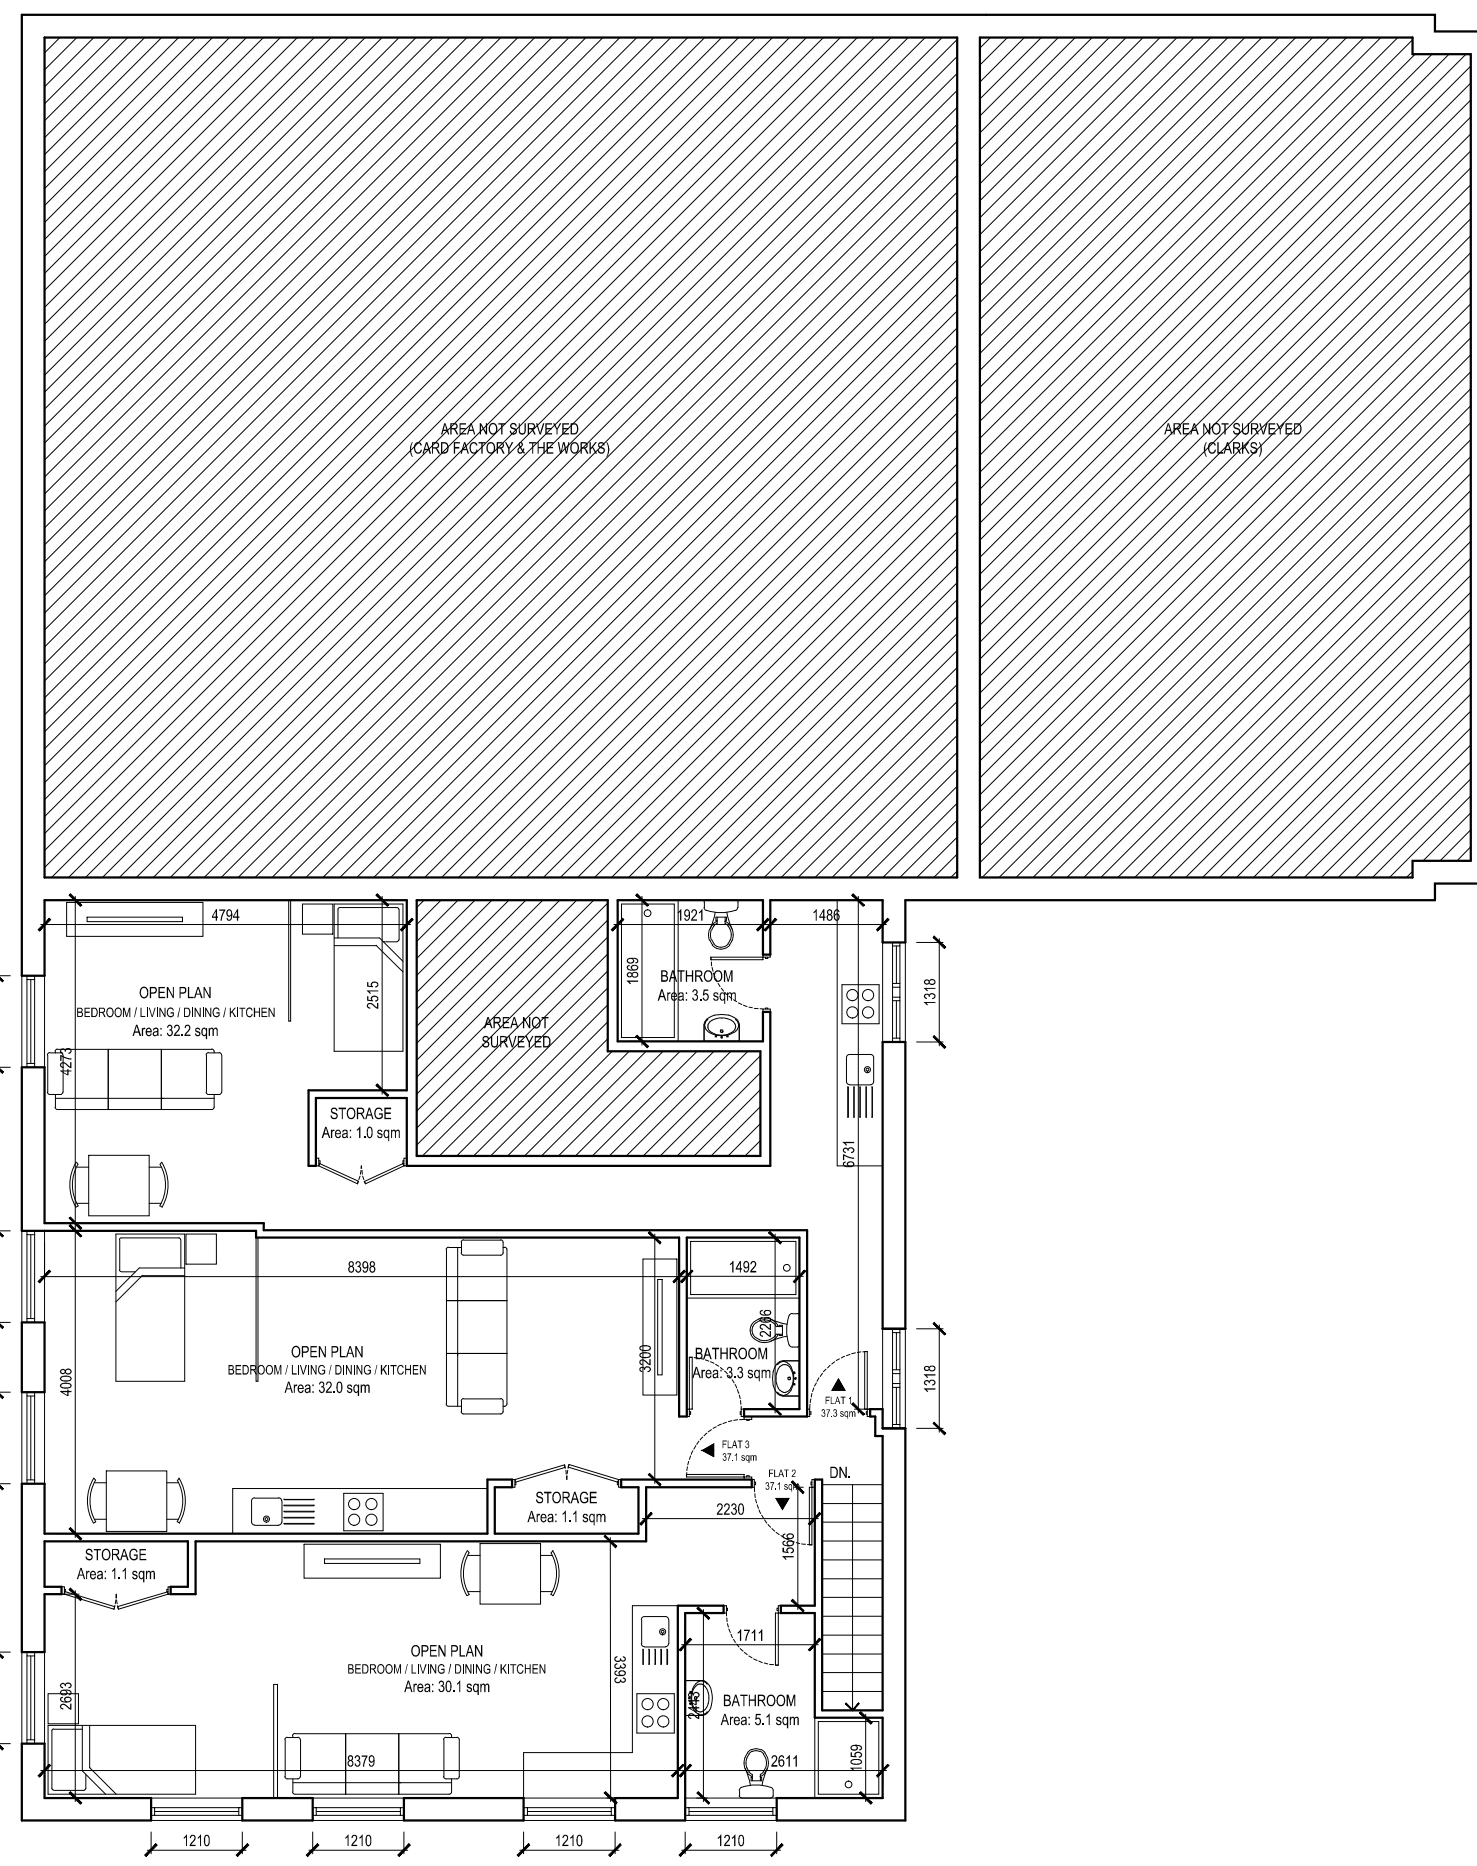 AREA NOT SURVEYED
(CARD FACTORY & THE WORKS)
AREA NOT SURVEYED
(CLARKS)
4794
2515
1921
1486
1869
BATHROOM
Area: 3.5 sqm
1318
OPEN PLAN
BEDROOM / LIVING / DINING / KITCHEN
Area: 32.2 sqm
4273
AREA NOT
SURVEYED
STORAGE
Area: 1.0 sqm
6731
8398
1492
2266
OPEN PLAN
BEDROOM / LIVING / DINING / KITCHEN
Area: 32.0 sqm
4008
3200
BATHROOM
Area: 3.3 sqm
FLAT 1
37.3 sqm
1318
FLAT 3
37.1 sqm
FLAT 2
37.1 sqm
DN.
STORAGE
Area: 1.1 sqm
2230
1566
STORAGE
Area: 1.1 sqm
OPEN PLAN
BEDROOM / LIVING / DINING / KITCHEN
Area: 30.1 sqm
2693
3393
1711
2443
BATHROOM
Area: 5.1 sqm
8379
2611
1059
1210
1210
1210
1210